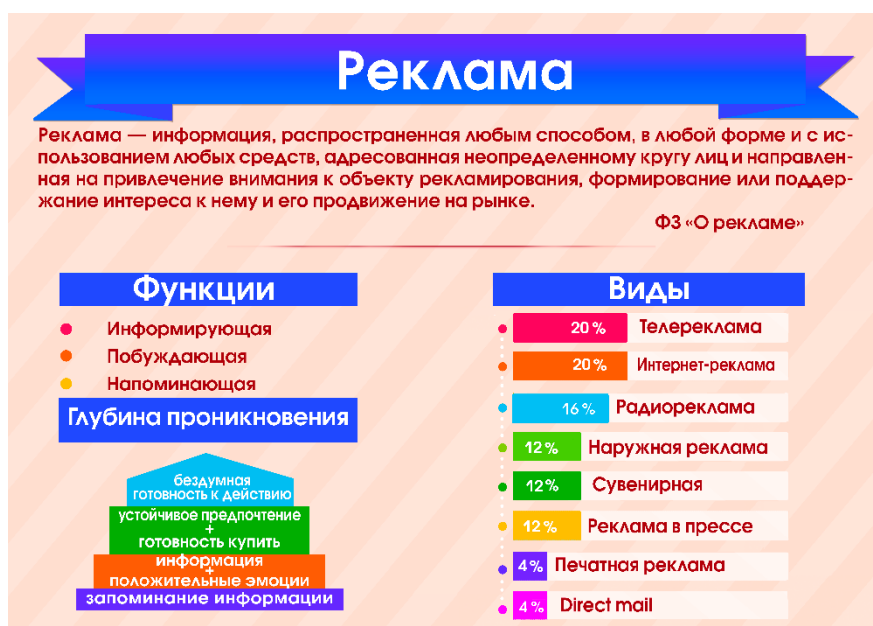 Реклама
Реклама — информация, распространенная любым способом, в любой форме и с ис-
пользованием любых средств, адресованная неопределенному кругу лиц и направлен-
ная на привлечение внимания к объекту рекламирования, формирование или поддер-
жание интереса к нему и его продвижение на рынке.
ФЗ «О рекламе»
Функции
Информирующая
Побуждающая
Напоминающая
Глубина проникновения
бездумная
готовность к действию
устойчивое предпочтение
+
готовность купить
информация
+
положительные эмоции
запоминание информации
Виды
20% Телереклама
20% Интернет-реклама
16% Радиореклама
12% Наружная реклама
12% Сувенирная
12% Реклама в прессе
4% Печатная реклама
4% Direct mail